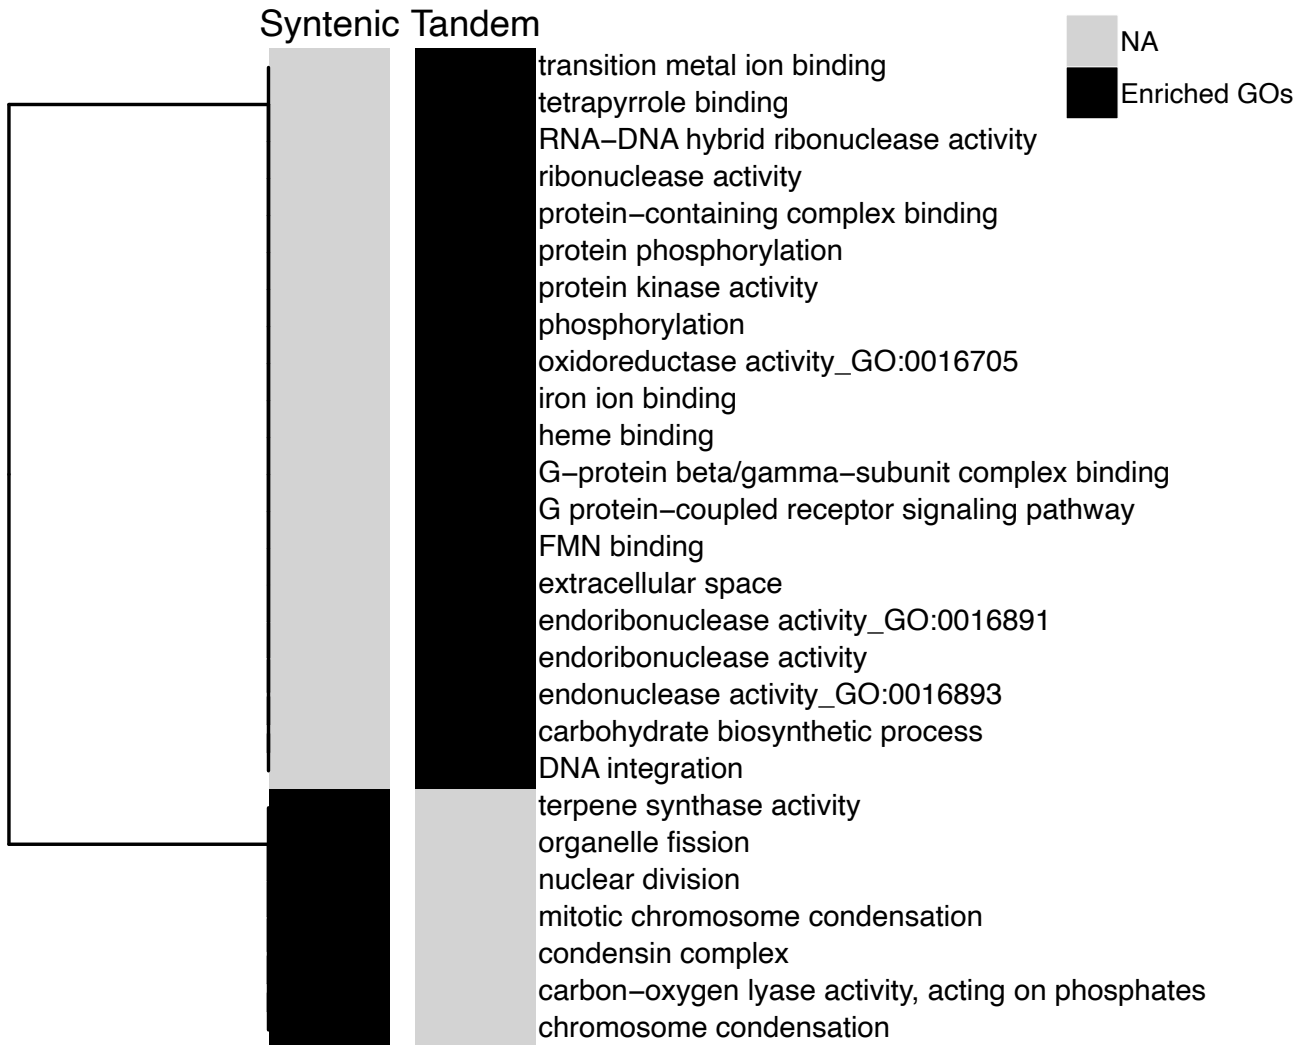 Syntenic Tandem
NA
Enriched GOs
transition metal ion binding
tetrapyrrole binding
RNA−DNA hybrid ribonuclease activity
ribonuclease activity
protein−containing complex binding
protein phosphorylation
protein kinase activity
phosphorylation
oxidoreductase activity_GO:0016705
iron ion binding
heme binding
G−protein beta/gamma−subunit complex binding
G protein−coupled receptor signaling pathway
FMN binding
extracellular space
endoribonuclease activity_GO:0016891
endoribonuclease activity
endonuclease activity_GO:0016893
carbohydrate biosynthetic process
DNA integration
terpene synthase activity
organelle fission
nuclear division
mitotic chromosome condensation
condensin complex
carbon−oxygen lyase activity, acting on phosphates
chromosome condensation